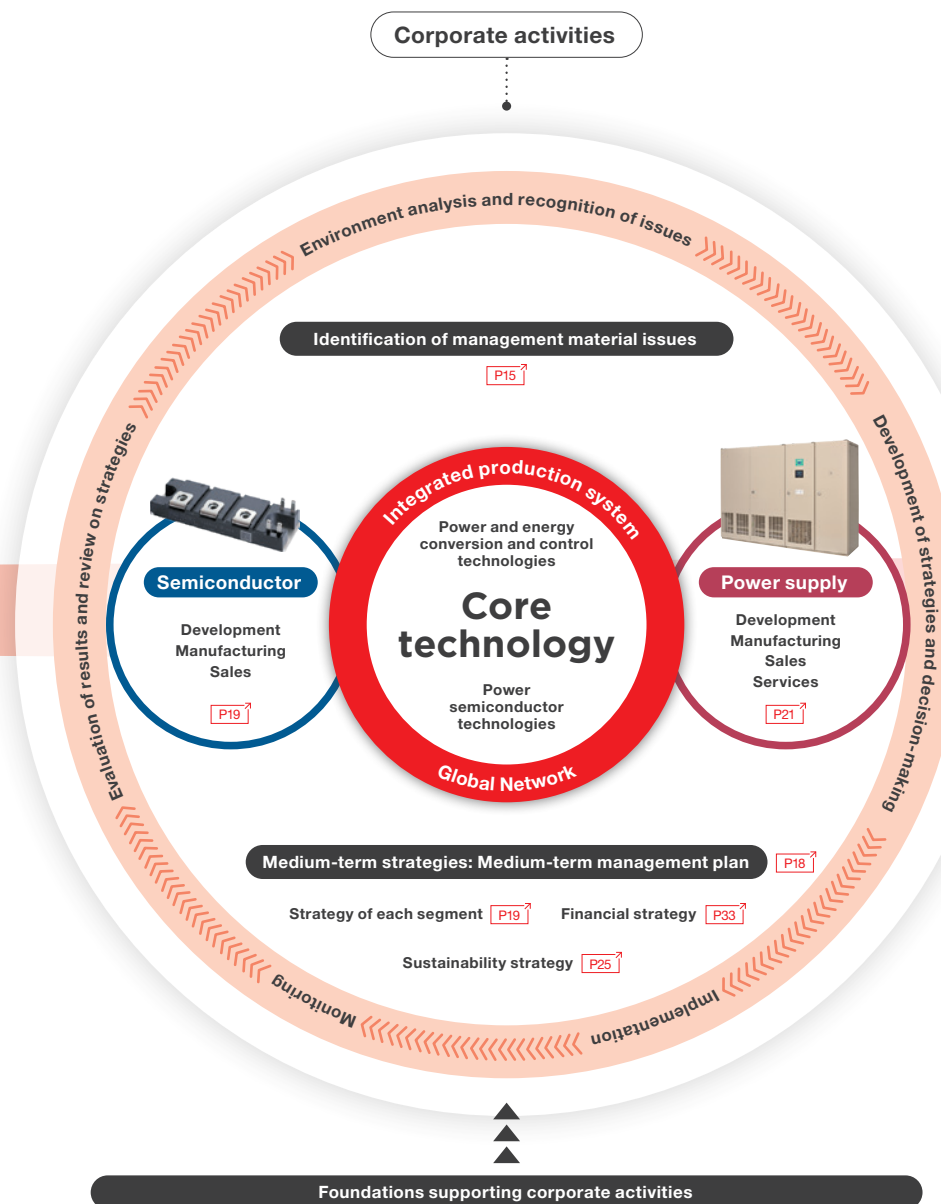 Corporate activities
Environment analysis and recognition of issues
Identification of management material issues
P15
Development of strategies and decision-making
Evaluation of results and review on strategies
Integrated production system
Power and energy
conversion and control
technologies
Core
technology
Power
semiconductor
technologies
Global Network
Semiconductor
Development
Manufacturing
Sales
P19
Power supply
Development
Manufacturing
Sales
Services
P21
Medium-term strategies: Medium-term management plan P18
Strategy of each segment P19 Financial strategy P33
Sustainability strategy P25
Monitoring
Implementation
Foundations supporting corporate activities